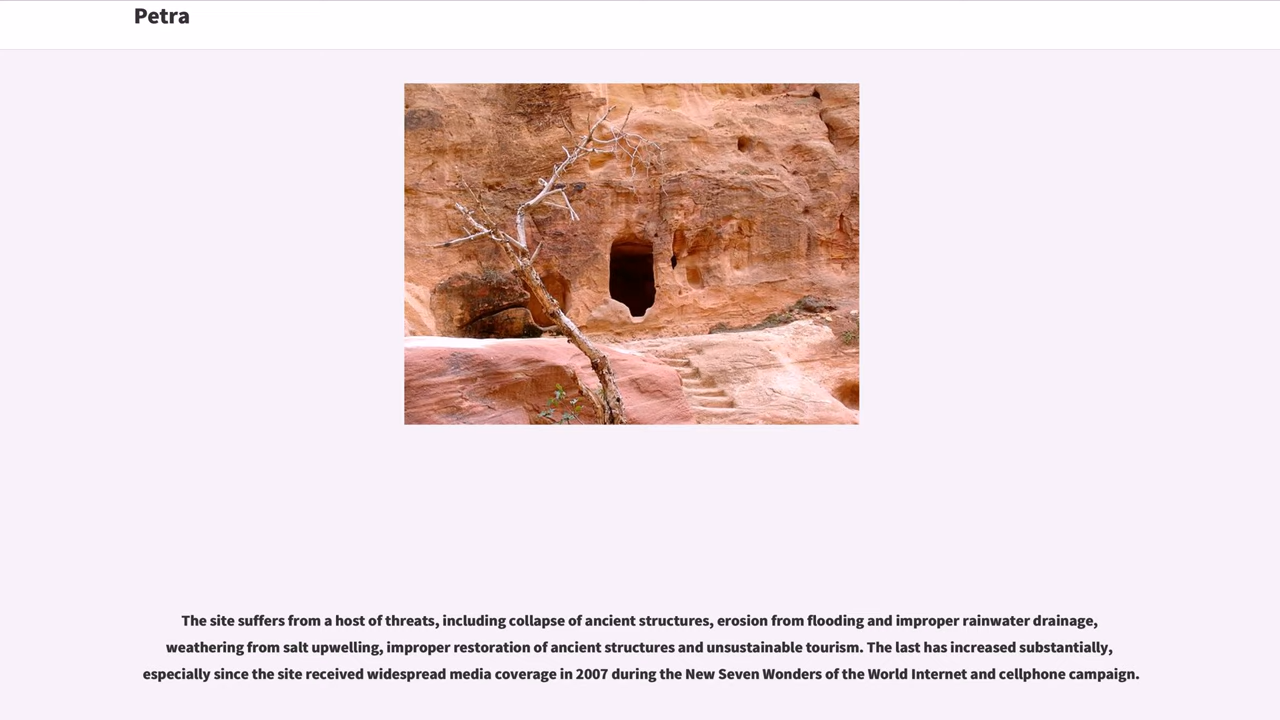 Petra
The site suffers from a host of threats, including collapse of ancient structures, erosion from flooding and improper rainwater drainage,
weathering from salt upwelling, improper restoration of ancient structures and unsustainable tourism. The last has increased substantially,
especially since the site received widespread media coverage in 2007 during the New Seven Wonders of the World Internet and cellphone campaign.